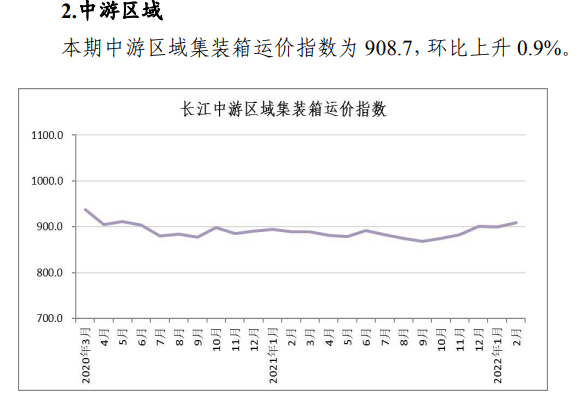 2.中游区域
本期中游区域集装箱运价指数为 908.7，环比上升 0.9%。
长江中游区域集装箱运价指数
1100.0
1000.0
900.0
800.0
700.0
2020年3月
4月
5月
6月
7月
8月
9月
10月
11月
12月
2021年1月
2月
3月
4月
5月
6月
7月
8月
9月
10月
11月
12月
2022年1月
2月